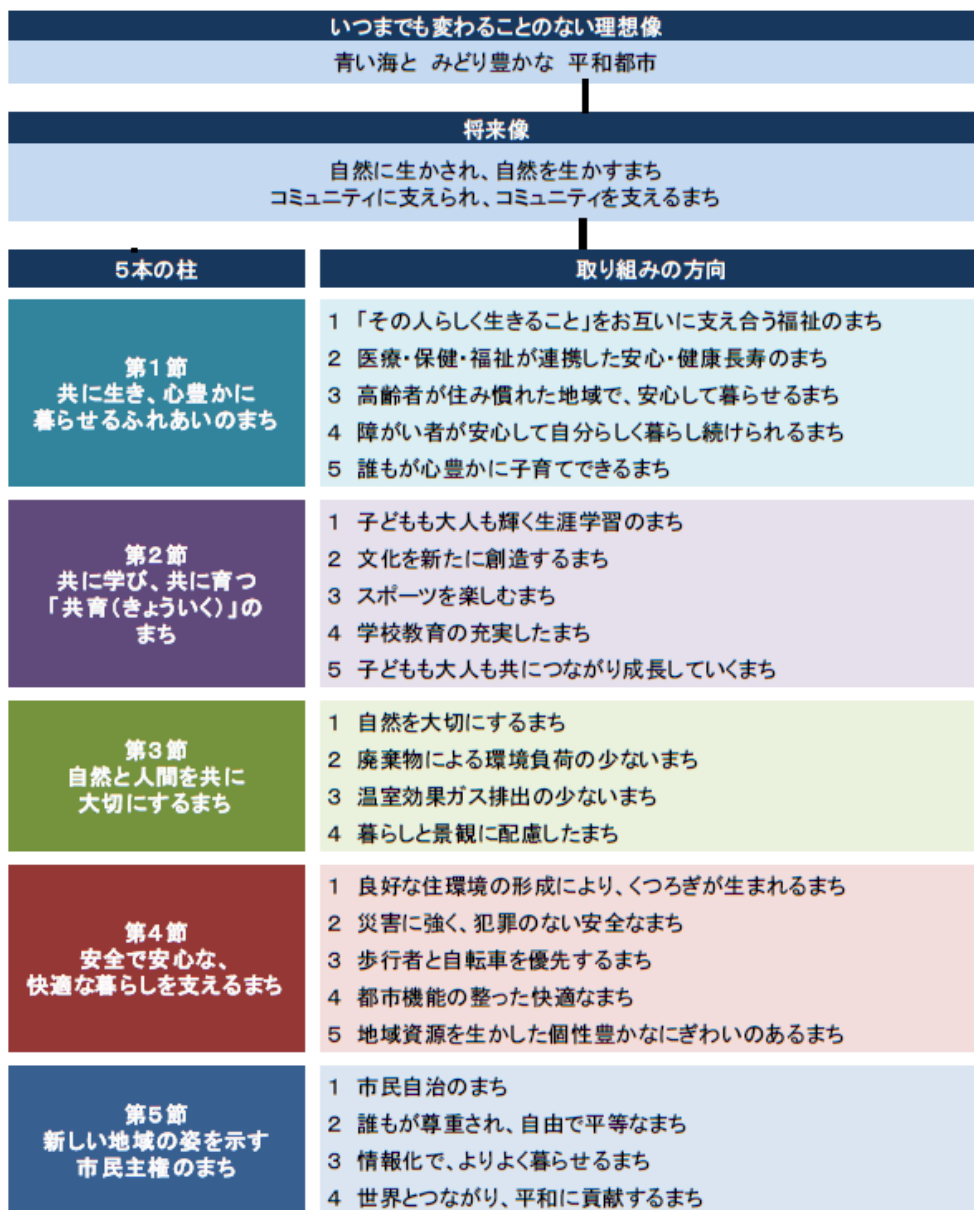 いつまでも変わることのない理想像
青い海と みどり豊かな 平和都市
将来像
自然に生かされ、自然を生かすまち
コミュニティに支えられ、コミュニティを支えるまち
5本の柱
取り組みの方向
第1節
共に生き、心豊かに
暮らせるふれあいのまち
1 「その人らしく生きること」をお互いに支え合う福祉のまち
2 医療・保健・福祉が連携した安心・健康長寿のまち
3 高齢者が住み慣れた地域で、安心して暮らせるまち
4 障がい者が安心して自分らしく暮らし続けられるまち
5 誰もが心豊かに子育てできるまち
第2節
共に学び、共に育つ
「共育(きょういく)」の
まち
1 子どもも大人も輝く生涯学習のまち
2 文化を新たに創造するまち
3 スポーツを楽しむまち
4 学校教育の充実したまち
5 子どもも大人も共につながり成長していくまち
第3節
自然と人間を共に
大切にするまち
1 自然を大切にするまち
2 廃棄物による環境負荷の少ないまち
3 温室効果ガス排出の少ないまち
4 暮らしと景観に配慮したまち
第4節
安全で安心な、
快適な暮らしを支えるまち
1 良好な住環境の形成により、くつろぎが生まれるまち
2 災害に強く、犯罪のない安全なまち
3 歩行者と自転車を優先するまち
4 都市機能の整った快適なまち
5 地域資源を生かした個性豊かなにぎわいのあるまち
第5節
新しい地域の姿を示す
市民主権のまち
1 市民自治のまち
2 誰もが尊重され、自由で平等なまち
3 情報化で、よりよく暮らせるまち
4 世界とつながり、平和に貢献するまち